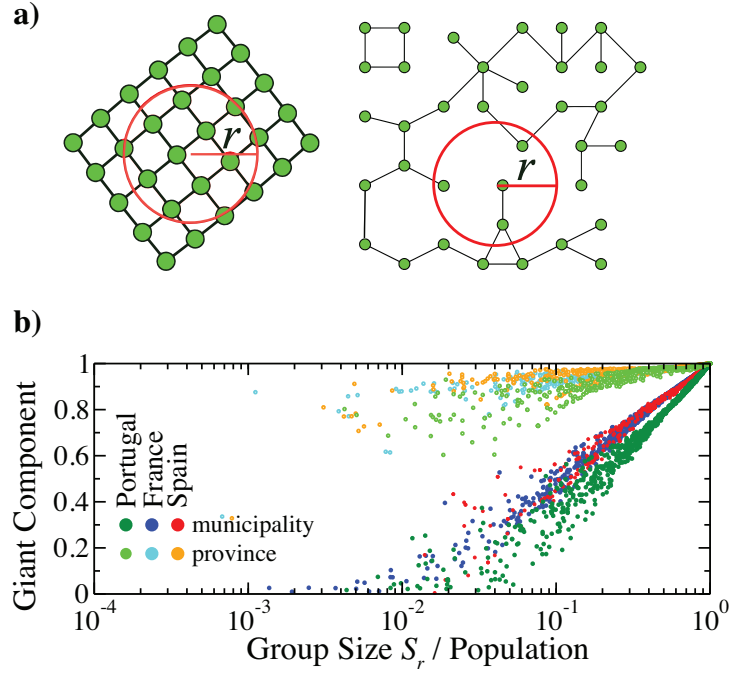 a)
r
r
b)
Giant Component
1
0.8
0.6
0.4
0.2
0
Portugal
France
Spain
municipality
province
10^-4
10^-3
10^-2
10^-1
10^0
Group Size S_r / Population